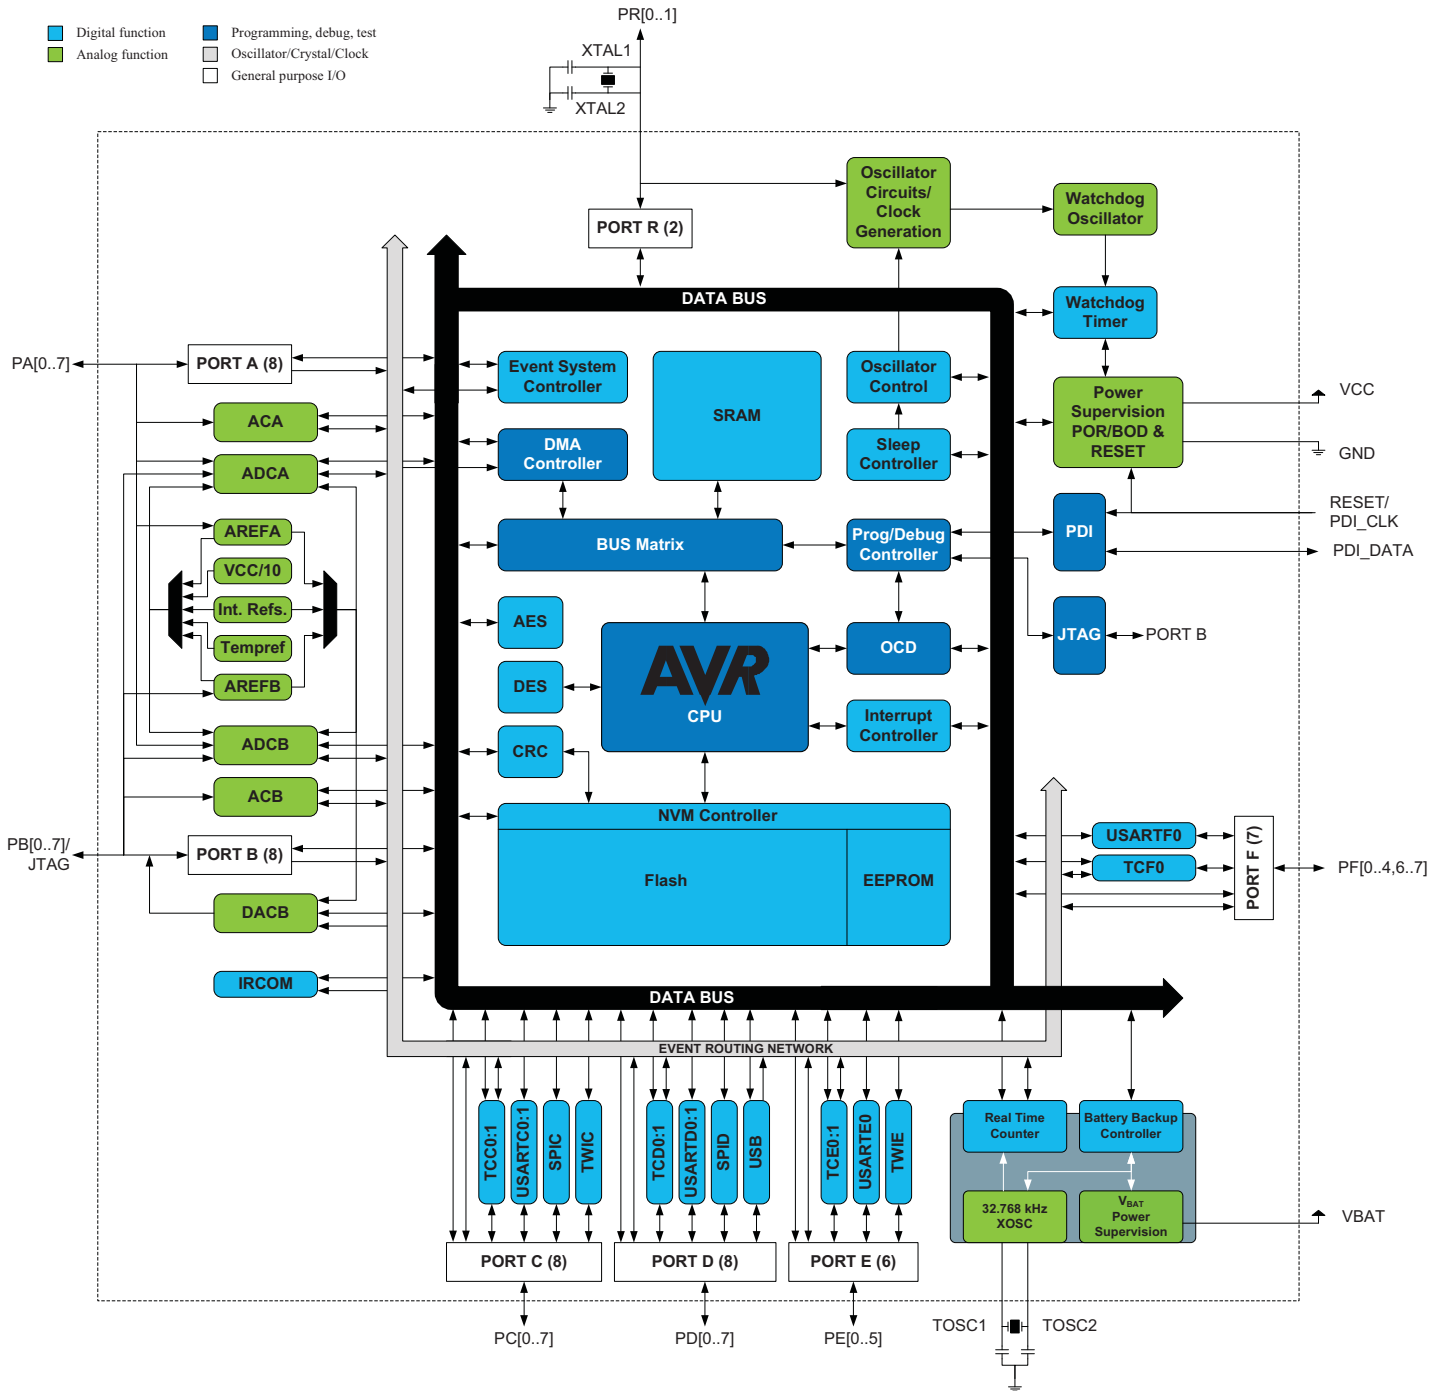 PR[0..1]
Digital function
Analog function
Programming, debug, test
Oscillator/Crystal/Clock
General purpose I/O
XTAL1
XTAL2
Oscillator
Circuits/
Clock
Generation
Watchdog
Oscillator
PORT R (2)
DATA BUS
Watchdog
Timer
PA[0..7]
PORT A (8)
Event System
Controller
SRAM
Oscillator
Control
Power
Supervision
POR/BOD &
RESET
VCC
GND
ACA
DMA
Controller
Sleep
Controller
ADCA
RESET/
PDI_CLK
PDI_DATA
AREFA
BUS Matrix
Prog/Debug
Controller
PDI
VCC/10
Int. Refs.
Tempref
AREFB
AES
AVR
CPU
OCD
JTAG
PORT B
DES
Interrupt
Controller
ADCB
CRC
ACB
NVM Controller
Flash
EEPROM
USARTF0
TCF0
PORT F (7)
PF[0..4,6..7]
PB[0..7]/
JTAG
PORT B (8)
DACB
IRCOM
DATA BUS
EVENT ROUTING NETWORK
TCC0:1
USARTC0:1
SPIC
TWIC
TCD0:1
USARTD0:1
SPID
USB
TCE0:1
USARTE0
TWIE
Real Time
Counter
Battery Backup
Controller
32.768 kHz
XOSC
VBAT
Power
Supervision
VBAT
PORT C (8)
PORT D (8)
PORT E (6)
PC[0..7]
PD[0..7]
PE[0..5]
TOSC1
TOSC2